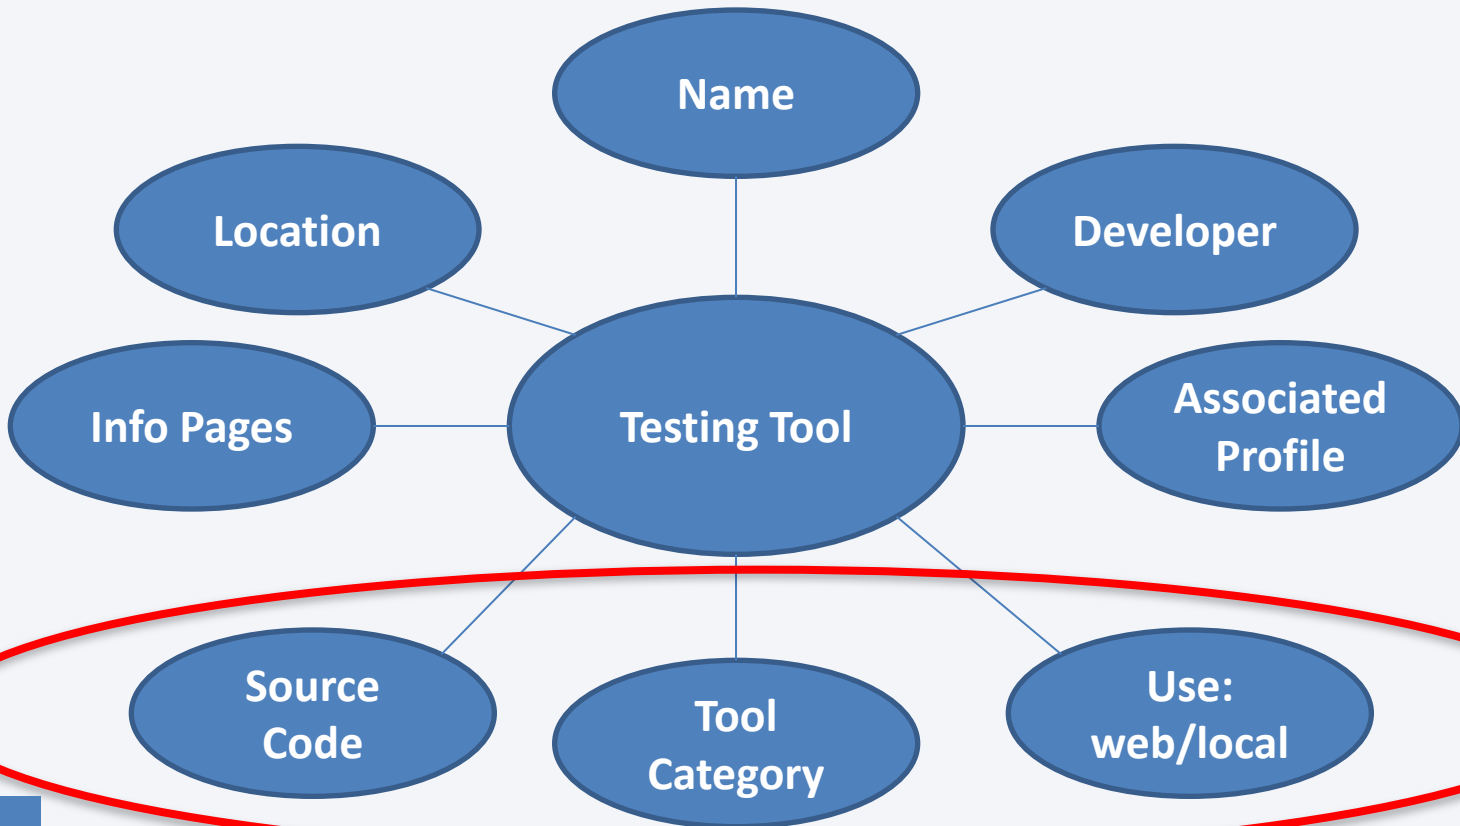 Name
Location
Developer
Info Pages
Testing Tool
Associated
Profile
Source
Code
Tool
Category
Use:
web/local